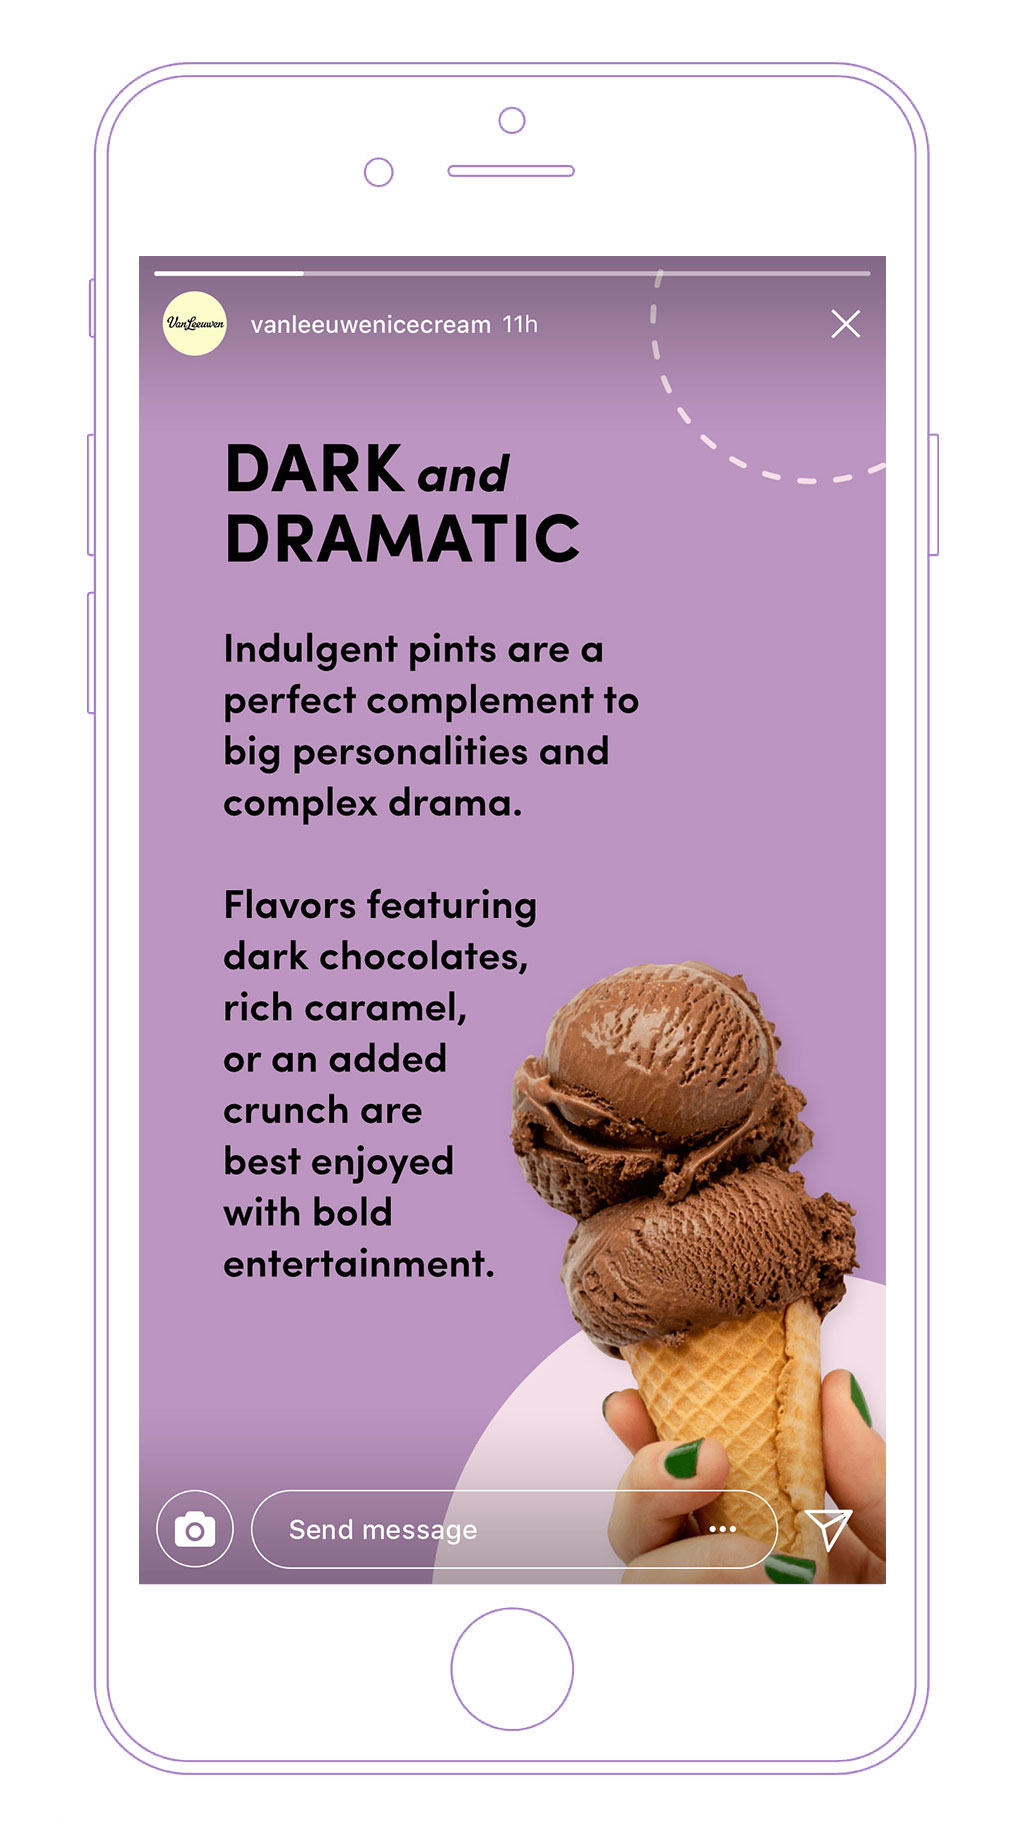 VanLeeuwen
vanleeuwenicecream 11h
DARK and
DRAMATIC
Indulgent pints are a
perfect complement to
big personalities and
complex drama.
Flavors featuring
dark chocolates,
rich caramel,
or an added
crunch are
best enjoyed
with bold
entertainment.
Send message